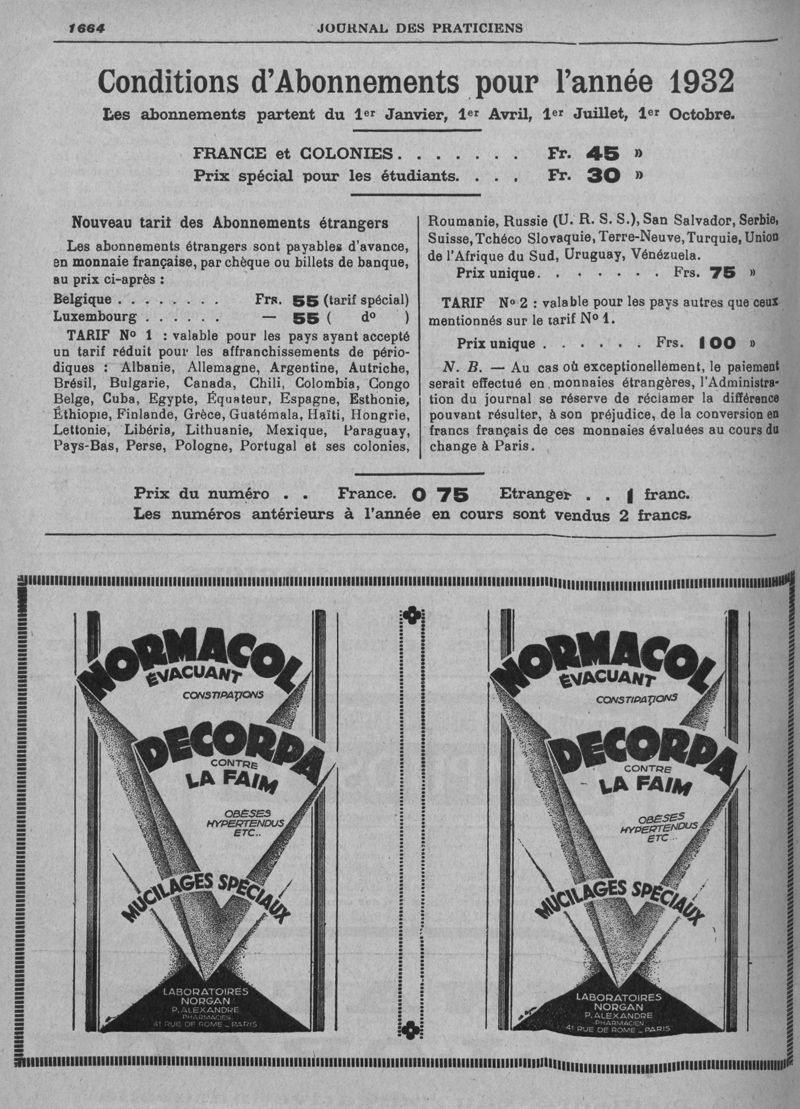 1664
JOURNAL DES PRATICIENS
Conditions d'Abonnements pour l'année 1932
Les abonnements partent du 1er Janvier, 1er Avril, 1er Juillet, 1er Octobre.
FRANCE et COLONIES. . . . . . . Fr. 45 »
Prix spécial pour les étudiants. . . . Fr. 30 »
Nouveau tarif des Abonnements étrangers
Les abonnements étrangers sont payables d'avance,
en monnaie française, par chèque ou billets de banque,
au prix ci-après :
Belgique . . . . . . . . Frs. 55 (tarif spécial)
Luxembourg . . . . . . — 55 ( do )
TARIF No 1 : valable pour les pays ayant accepté
un tarif réduit pour les affranchissements de pério-
diques : Albanie, Allemagne, Argentine, Autriche,
Brésil, Bulgarie, Canada, Chili, Colombia, Congo
Belge, Cuba, Egypte, Équateur, Espagne, Esthonie,
Éthiopie, Finlande, Grèce, Guatémala, Haïti, Hongrie,
Lettonie, Libéria, Lithuanie, Mexique, Paraguay,
Pays-Bas, Perse, Pologne, Portugal et ses colonies,
Roumanie, Russie (U. R. S. S.), San Salvador, Serbie,
Suisse, Tchéco Slovaquie, Terre-Neuve, Turquie, Union
de l'Afrique du Sud, Uruguay, Vénézuela.
Prix unique. . . . . . . . Frs. 75 »
TARIF No 2 : valable pour les pays autres que ceux
mentionnés sur le tarif No 1.
Prix unique . . . . . . Frs. 100 »
N. B. — Au cas où exceptionellement, le paiement
serait effectué en monnaies étrangères, l'Administra-
tion du journal se réserve de réclamer la différence
pouvant résulter, à son préjudice, de la conversion en
francs français de ces monnaies évaluées au cours du
change à Paris.
Prix du numéro . . France. 0 75 Etranger . . 1 franc.
Les numéros antérieurs à l'année en cours sont vendus 2 francs.
NORMACOL
ÉVACUANT
CONSTIPATIONS
DECORPA
CONTRE
LA FAIM
OBÈSES
HYPERTENDUS
ETC..
MUCILAGES SPÉCIAUX
LABORATOIRES
NORGAN
P. ALEXANDRE
PHARMACIEN
41 RUE DE ROME _ PARIS
NORMACOL
ÉVACUANT
CONSTIPATIONS
DECORPA
CONTRE
LA FAIM
OBÈSES
HYPERTENDUS
ETC...
MUCILAGES SPÉCIAUX
LABORATOIRES
NORGAN
P. ALEXANDRE
PHARMACIEN
41 RUE DE ROME _ PARIS